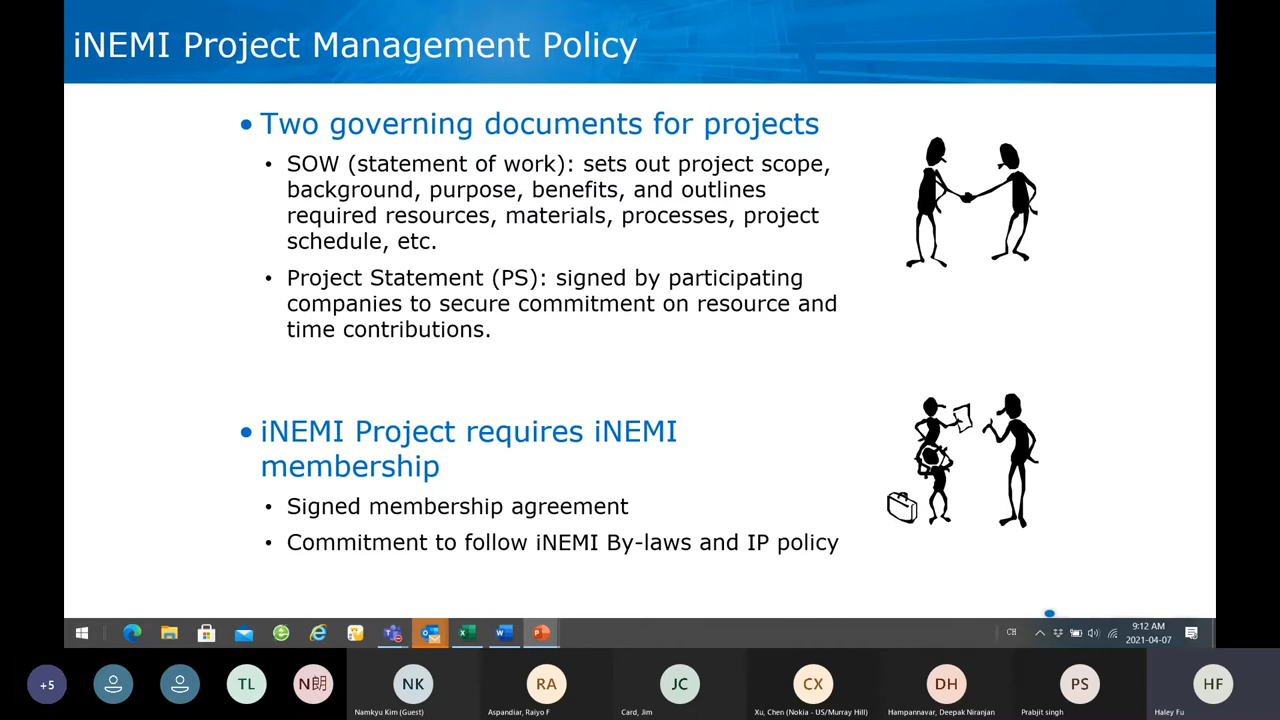 iNEMI Project Management Policy
• Two governing documents for projects
• SOW (statement of work): sets out project scope,
background, purpose, benefits, and outlines
required resources, materials, processes, project
schedule, etc.
• Project Statement (PS): signed by participating
companies to secure commitment on resource and
time contributions.
• iNEMI Project requires iNEMI
membership
• Signed membership agreement
• Commitment to follow iNEMI By-laws and IP policy
CH
9:12 AM
2021-04-07
+5
TL
N朗
NK
RA
JC
CX
DH
PS
HF
Namkyu Kim (Guest)
Aspandiar, Raiyo F
Card, Jim
Xu, Chen (Nokia - US/Murray Hill)
Hampannavar, Deepak Niranjan
Prabjit singh
Haley Fu